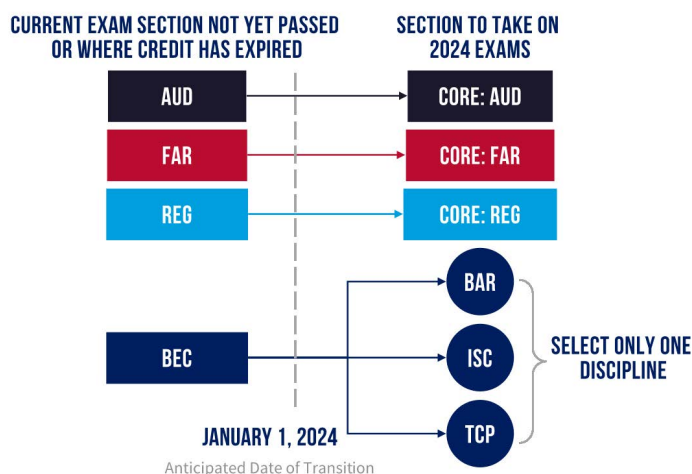 CURRENT EXAM SECTION NOT YET PASSED
OR WHERE CREDIT HAS EXPIRED
SECTION TO TAKE ON
2024 EXAMS
AUD
CORE: AUD
FAR
CORE: FAR
REG
CORE: REG
BEC
BAR
ISC
TCP
SELECT ONLY ONE
DISCIPLINE
JANUARY 1, 2024
Anticipated Date of Transition